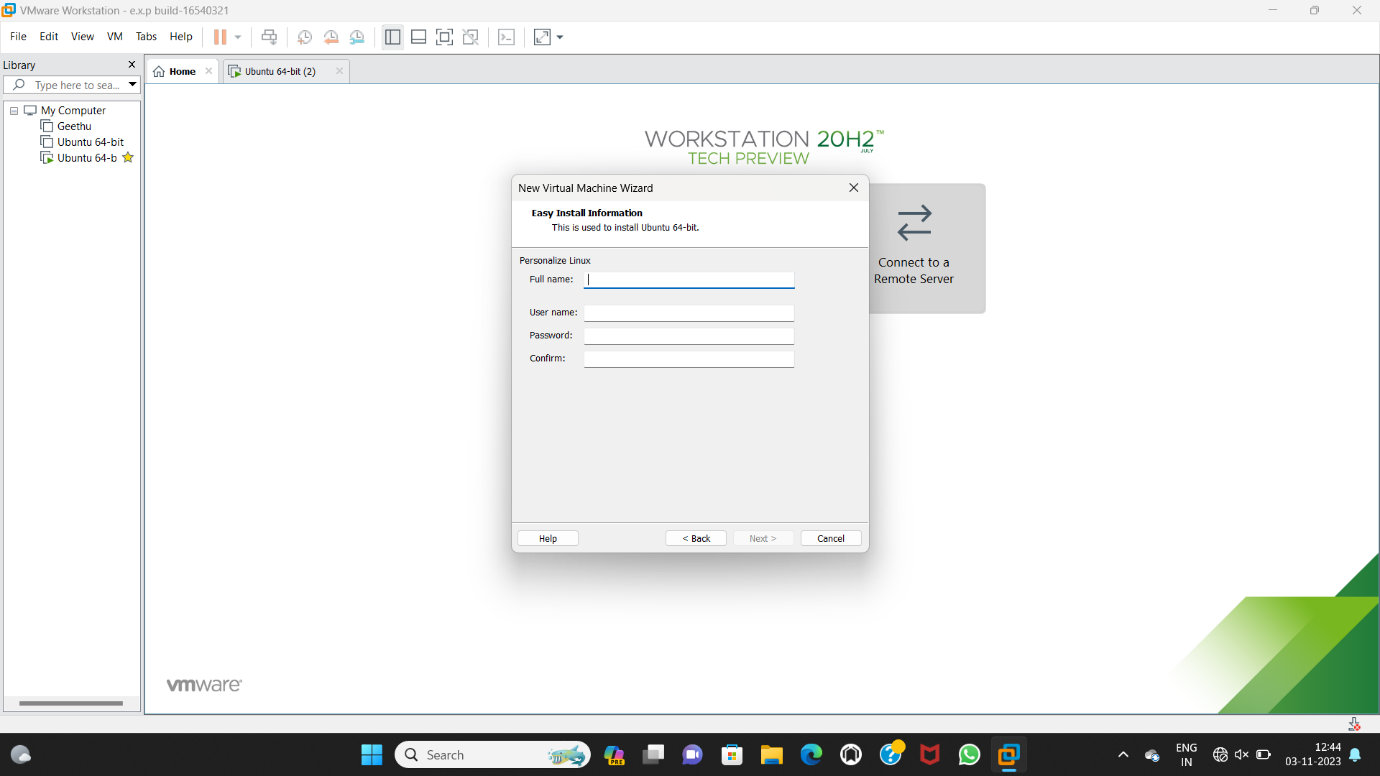 VMware Workstation - e.x.p build-16540321
File Edit View VM Tabs Help
Library
Home
Ubuntu 64-bit (2)
Type here to sea...
My Computer
Geethu
Ubuntu 64-bit
Ubuntu 64-b
WORKSTATION 20H2™
JULY
TECH PREVIEW
New Virtual Machine Wizard
Easy Install Information
This is used to install Ubuntu 64-bit.
Personalize Linux
Full name:
User name:
Password:
Confirm:
Help
< Back
Next >
Cancel
Connect to a
Remote Server
vmware®
Search
PRE
ENG
IN
12:44
03-11-2023